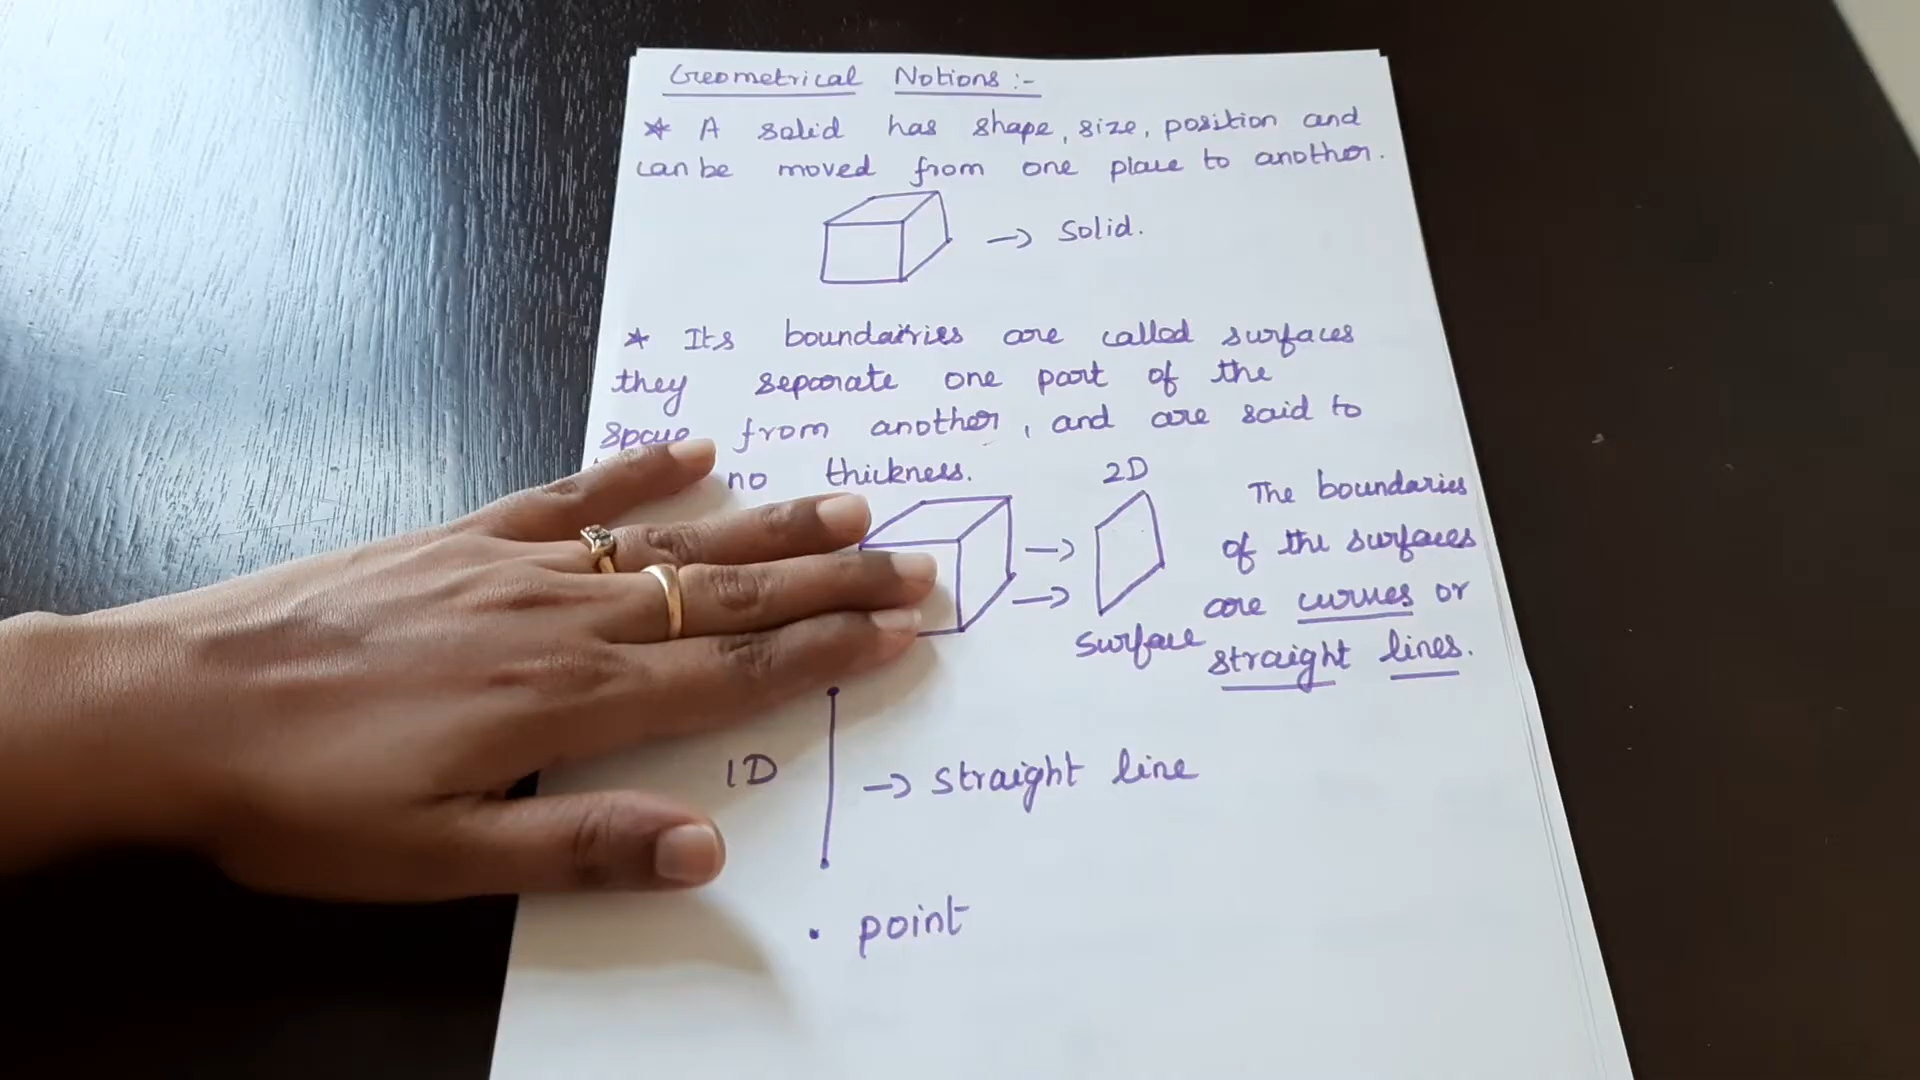 Geometrical Notions :-
* A solid has shape, size, position and
can be moved from one place to another.
→ Solid.
* Its boundairies are called surfaces
they separate one part of the
space from another, and are said to
no thickness.
2D
The boundaries
of the surfaces
are curves or
straight lines.
Surface
1D → straight line
. point